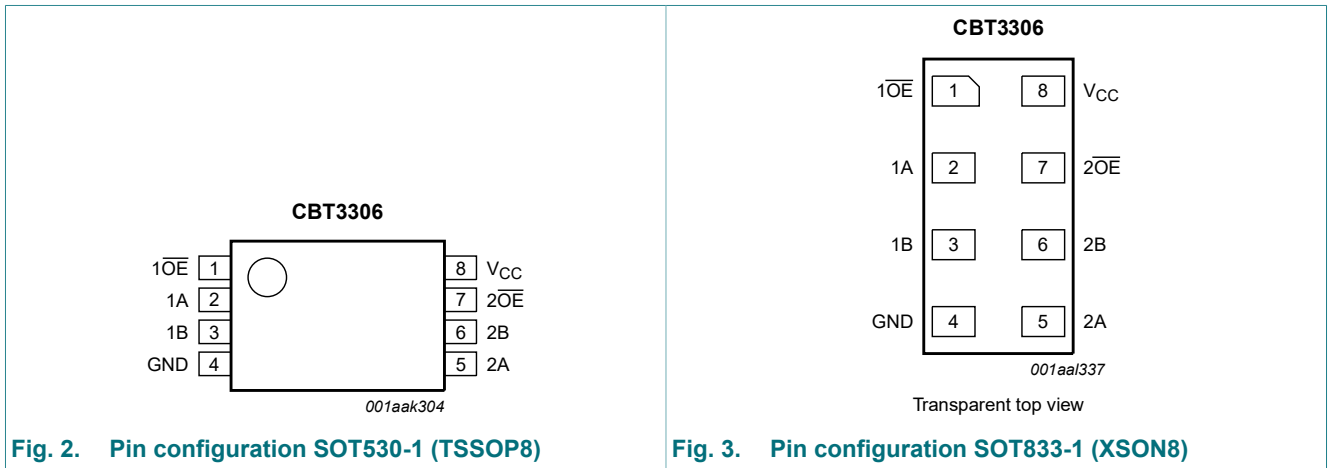 CBT3306
1OE 1 8 VCC
1A 2 7 2OE
1B 3 6 2B
GND 4 5 2A
001aak304
Fig. 2. Pin configuration SOT530-1 (TSSOP8)
CBT3306
1OE 1 8 VCC
1A 2 7 2OE
1B 3 6 2B
GND 4 5 2A
001aal337
Transparent top view
Fig. 3. Pin configuration SOT833-1 (XSON8)